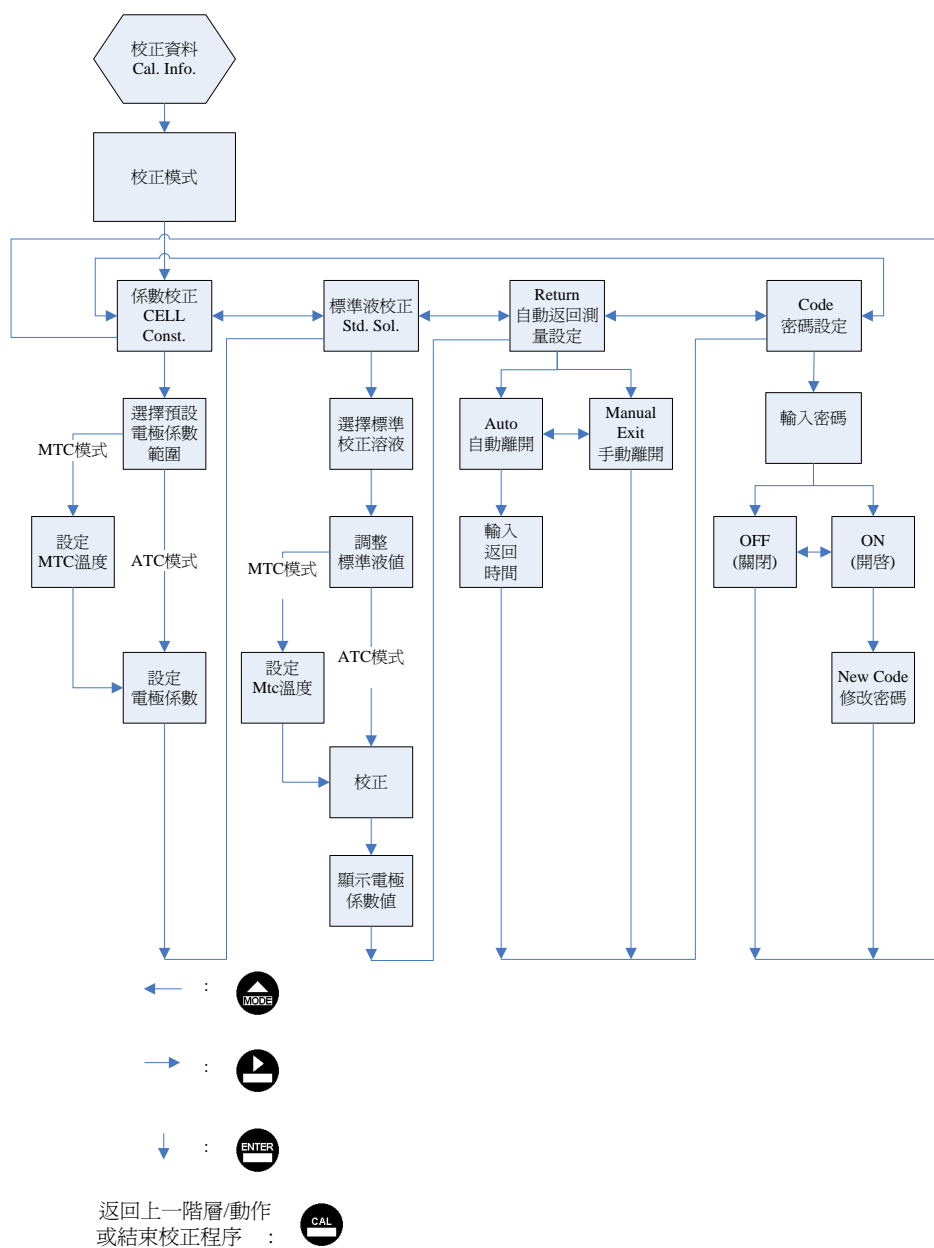 校正資料
Cal. Info.
校正模式
係數校正
CELL
Const.
標準液校正
Std. Sol.
Return
自動返回測
量設定
Code
密碼設定
選擇預設
電極係數
範圍
MTC模式
設定
MTC溫度
ATC模式
設定
電極係數
選擇標準
校正溶液
調整
標準液值
MTC模式
ATC模式
設定
Mtc溫度
校正
顯示電極
係數值
Auto
自動離開
Manual
Exit
手動離開
輸入
返回
時間
輸入密碼
OFF
(關閉)
ON
(開啓)
New Code
修改密碼
: MODE
:
: ENTER
返回上一階層/動作
或結束校正程序 : CAL